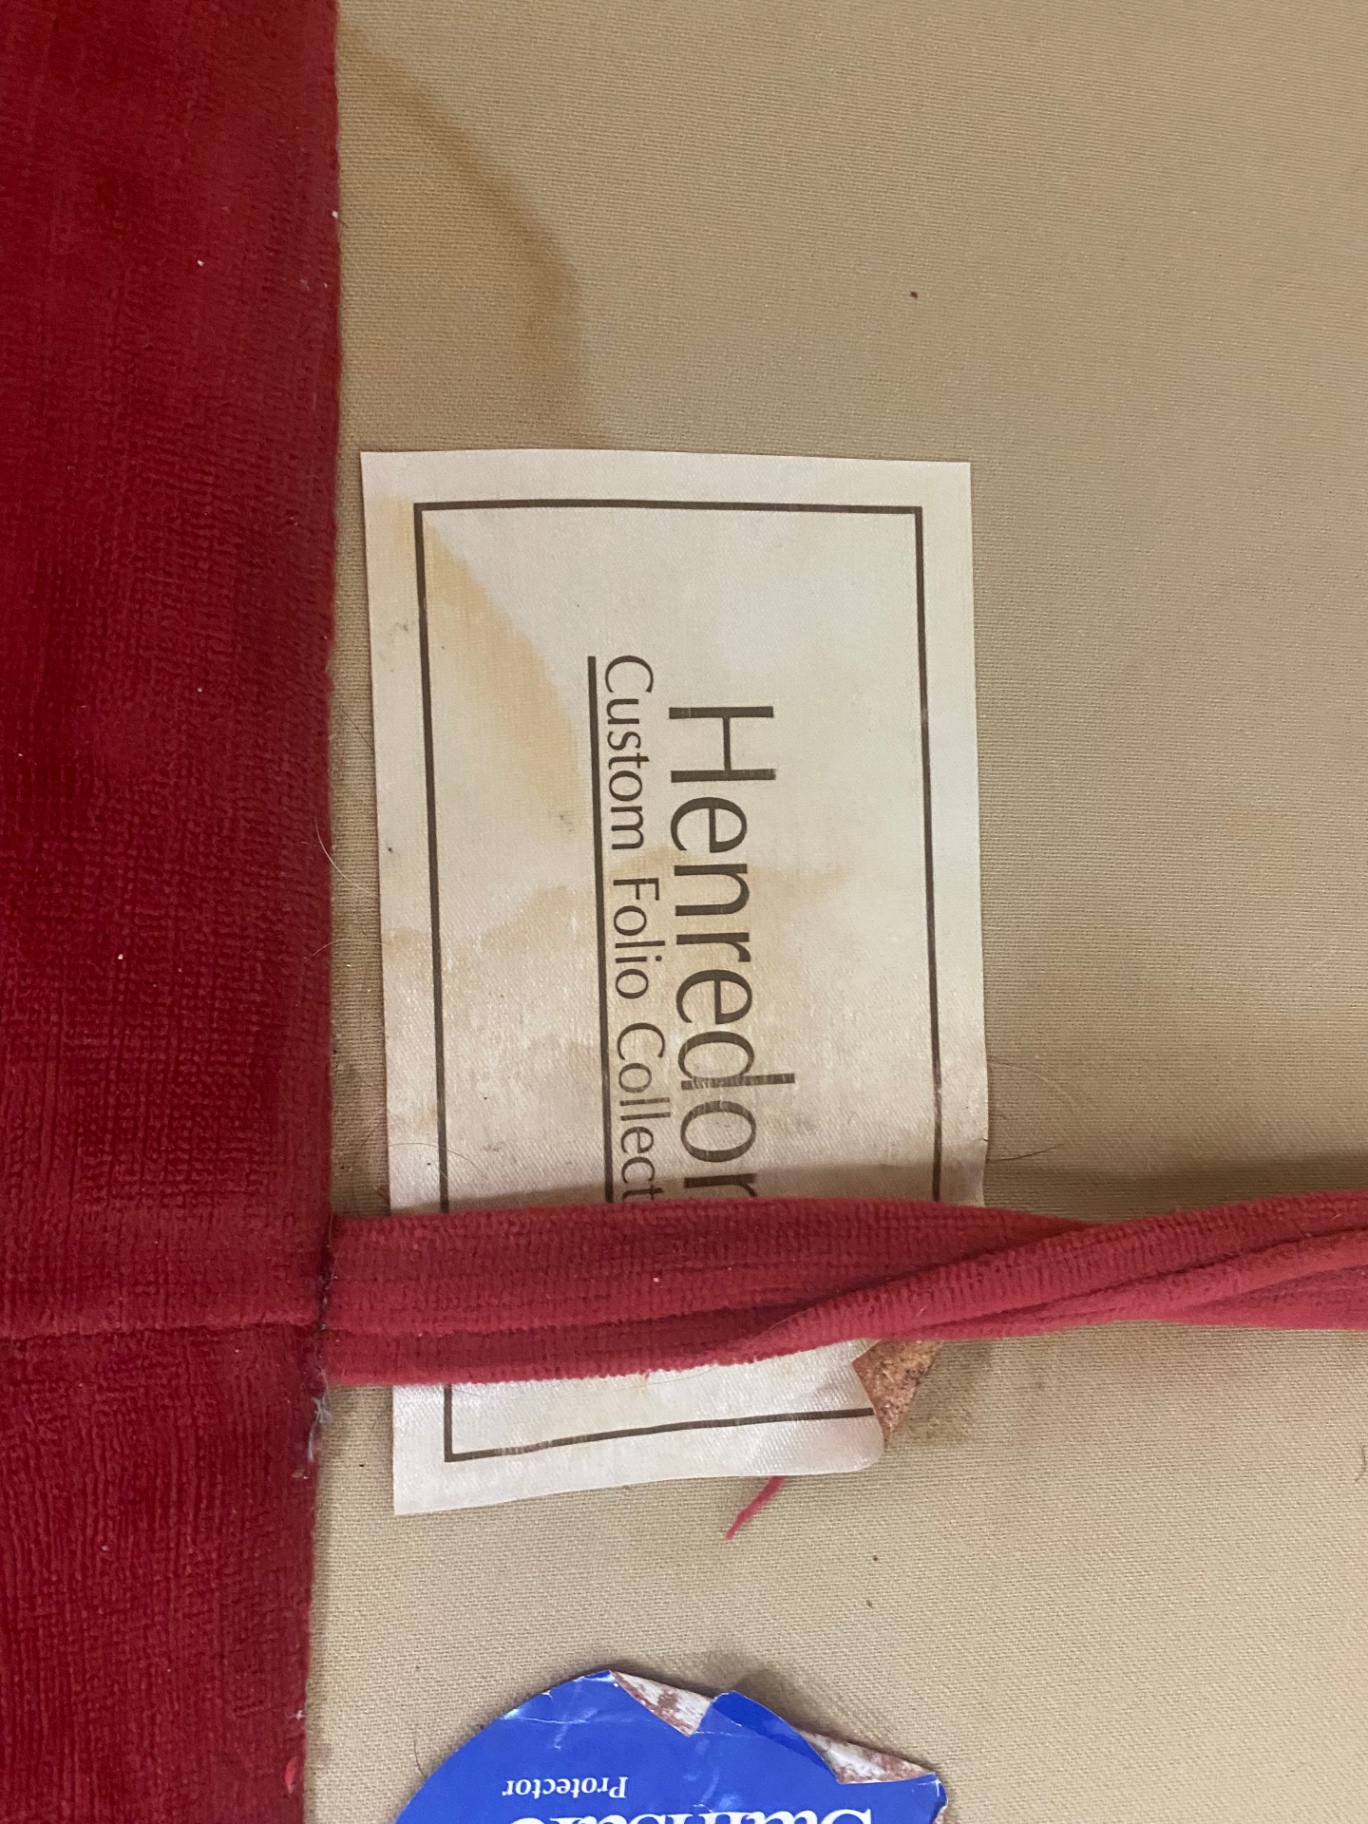 Henredon
Custom Folio Collect
Protector